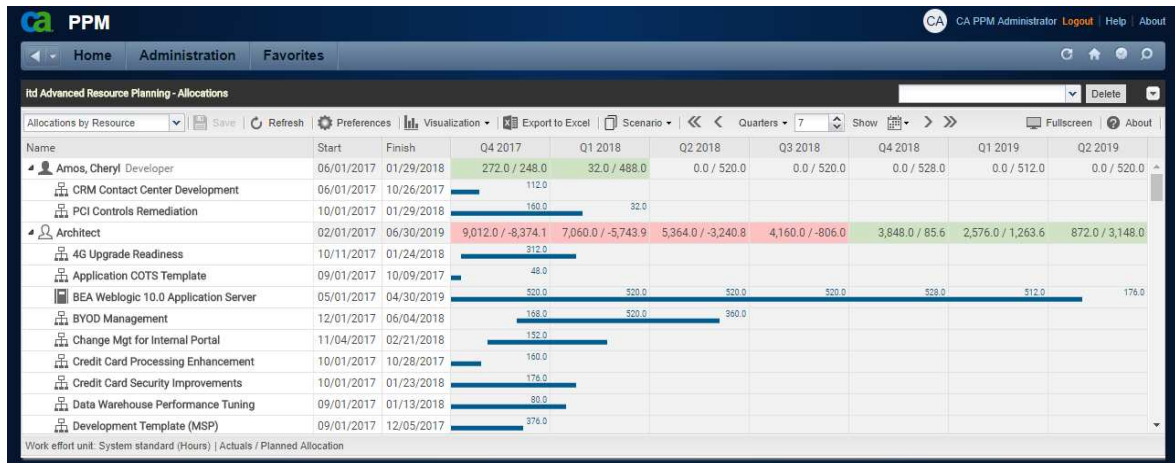 ca PPM
CA CA PPM Administrator Logout | Help | About
Home Administration Favorites
itd Advanced Resource Planning - Allocations
Delete
Allocations by Resource Save Refresh Preferences Visualization Export to Excel Scenario Quarters 7 Show Fullscreen About
Name Start Finish Q4 2017 Q1 2018 Q2 2018 Q3 2018 Q4 2018 Q1 2019 Q2 2019
Amos, Cheryl Developer 06/01/2017 01/29/2018 272.0 / 248.0 32.0 / 488.0 0.0 / 520.0 0.0 / 520.0 0.0 / 528.0 0.0 / 512.0 0.0 / 520.0
CRM Contact Center Development 06/01/2017 10/26/2017 112.0
PCI Controls Remediation 10/01/2017 01/29/2018 160.0 32.0
Architect 02/01/2017 06/30/2019 9,012.0 / -8,374.1 7,060.0 / -5,743.9 5,364.0 / -3,240.8 4,160.0 / -806.0 3,848.0 / 85.6 2,576.0 / 1,263.6 872.0 / 3,148.0
4G Upgrade Readiness 10/11/2017 01/24/2018 312.0
Application COTS Template 09/01/2017 10/09/2017 48.0
BEA Weblogic 10.0 Application Server 05/01/2017 04/30/2019 520.0 520.0 520.0 520.0 528.0 512.0 176.0
BYOD Management 12/01/2017 06/04/2018 168.0 520.0 360.0
Change Mgt for Internal Portal 11/04/2017 02/21/2018 152.0
Credit Card Processing Enhancement 10/01/2017 10/28/2017 160.0
Credit Card Security Improvements 10/01/2017 01/23/2018 176.0
Data Warehouse Performance Tuning 09/01/2017 01/13/2018 80.0
Development Template (MSP) 09/01/2017 12/05/2017 376.0
Work effort unit: System standard (Hours) | Actuals / Planned Allocation